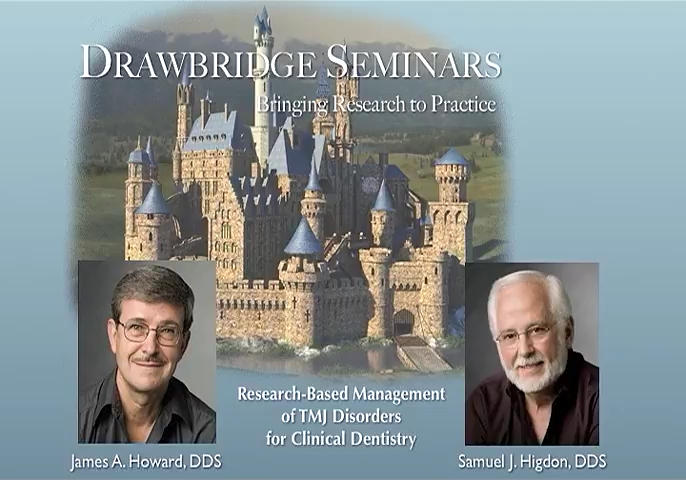 DRAWBRIDGE SEMINARS
Bringing Research to Practice
Research-Based Management
of TMJ Disorders
for Clinical Dentistry
James A. Howard, DDS
Samuel J. Higdon, DDS